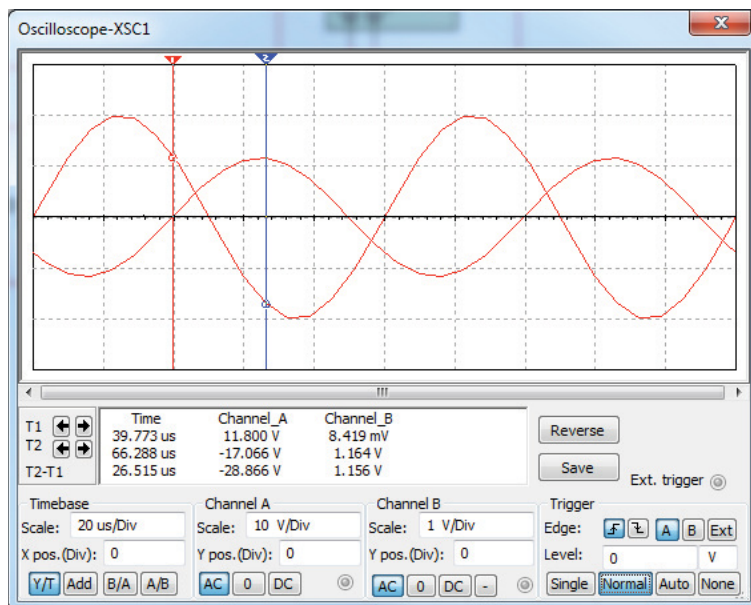 Oscilloscope-XSC1
1 2
T1
T2
T2-T1
Time Channel_A Channel_B
39.773 us 11.800 V 8.419 mV
66.288 us -17.066 V 1.164 V
26.515 us -28.866 V 1.156 V
Reverse
Save
Ext. trigger
Timebase
Scale: 20 us/Div
X pos.(Div): 0
Y/T Add B/A A/B
Channel A
Scale: 10 V/Div
Y pos.(Div): 0
AC 0 DC
Channel B
Scale: 1 V/Div
Y pos.(Div): 0
AC 0 DC -
Trigger
Edge: A B Ext
Level: 0 V
Single Normal Auto None